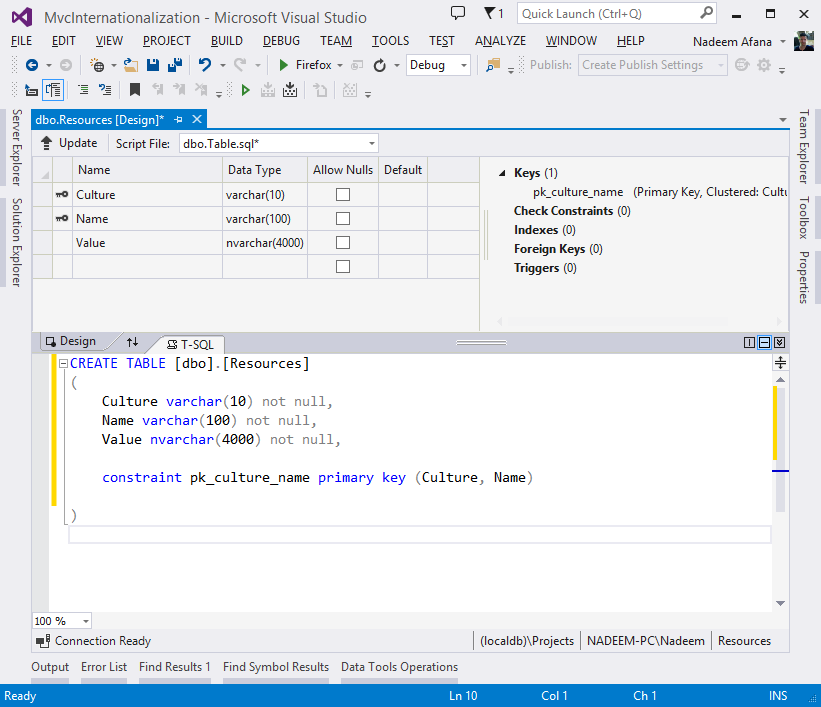 MvcInternationalization - Microsoft Visual Studio
1
Quick Launch (Ctrl+Q)
FILE EDIT VIEW PROJECT BUILD DEBUG TEAM TOOLS TEST ANALYZE WINDOW HELP Nadeem Afana
Firefox Debug Publish: Create Publish Settings
Server Explorer
Solution Explorer
dbo.Resources [Design]*
Update Script File: dbo.Table.sql*
Name Data Type Allow Nulls Default
Culture varchar(10)
Name varchar(100)
Value nvarchar(4000)
Keys (1)
pk_culture_name (Primary Key, Clustered: Cultu
Check Constraints (0)
Indexes (0)
Foreign Keys (0)
Triggers (0)
Team Explorer
Toolbox
Properties
Design T-SQL
CREATE TABLE [dbo].[Resources]
(
Culture varchar(10) not null,
Name varchar(100) not null,
Value nvarchar(4000) not null,
constraint pk_culture_name primary key (Culture, Name)
)
100 %
Connection Ready (localdb)\Projects NADEEM-PC\Nadeem Resources
Output Error List Find Results 1 Find Symbol Results Data Tools Operations
Ready Ln 10 Col 1 Ch 1 INS